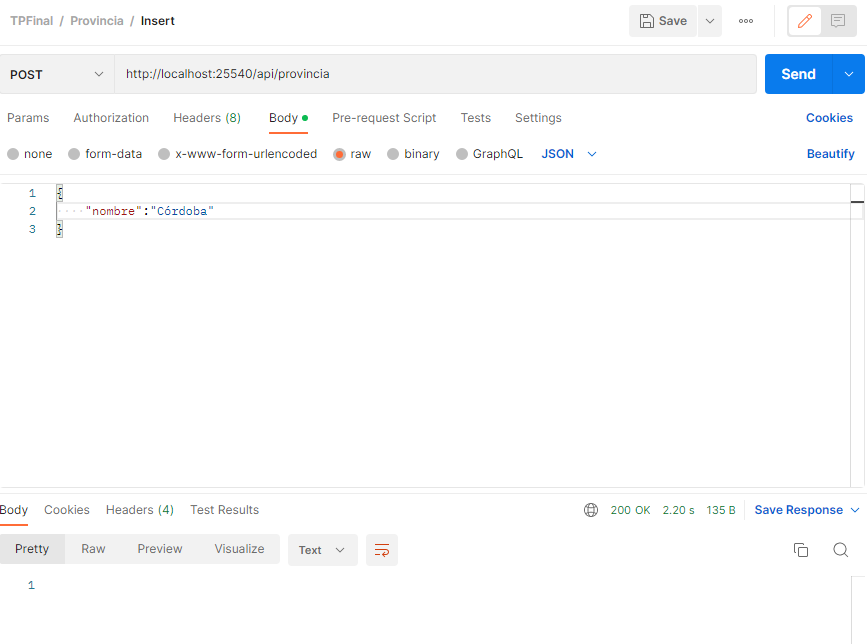 TPFinal / Provincia / Insert
Save
POST http://localhost:25540/api/provincia Send
Params Authorization Headers (8) Body Pre-request Script Tests Settings Cookies
none form-data x-www-form-urlencoded raw binary GraphQL JSON Beautify
1 {
2 ····"nombre":"Córdoba"
3 }
Body Cookies Headers (4) Test Results 200 OK 2.20 s 135 B Save Response
Pretty Raw Preview Visualize Text
1